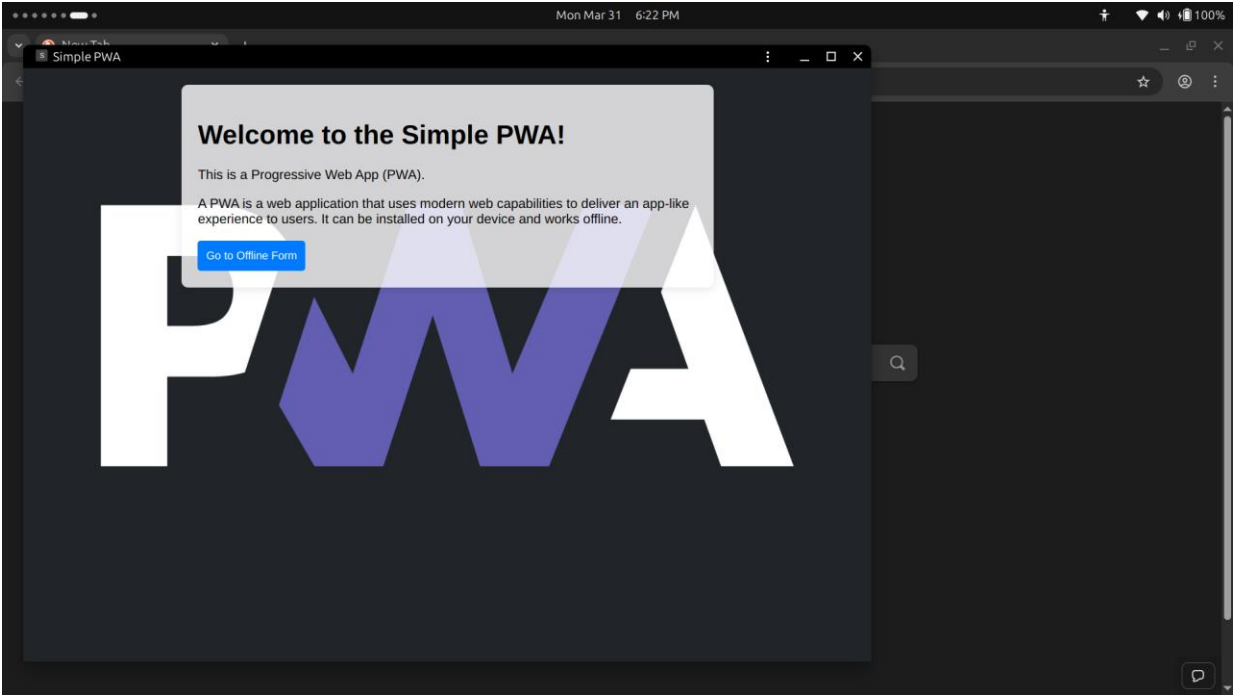 Mon Mar 31 6:22 PM
100%
New Tab
S Simple PWA
Welcome to the Simple PWA!
This is a Progressive Web App (PWA).
A PWA is a web application that uses modern web capabilities to deliver an app-like
experience to users. It can be installed on your device and works offline.
Go to Offline Form
PWA